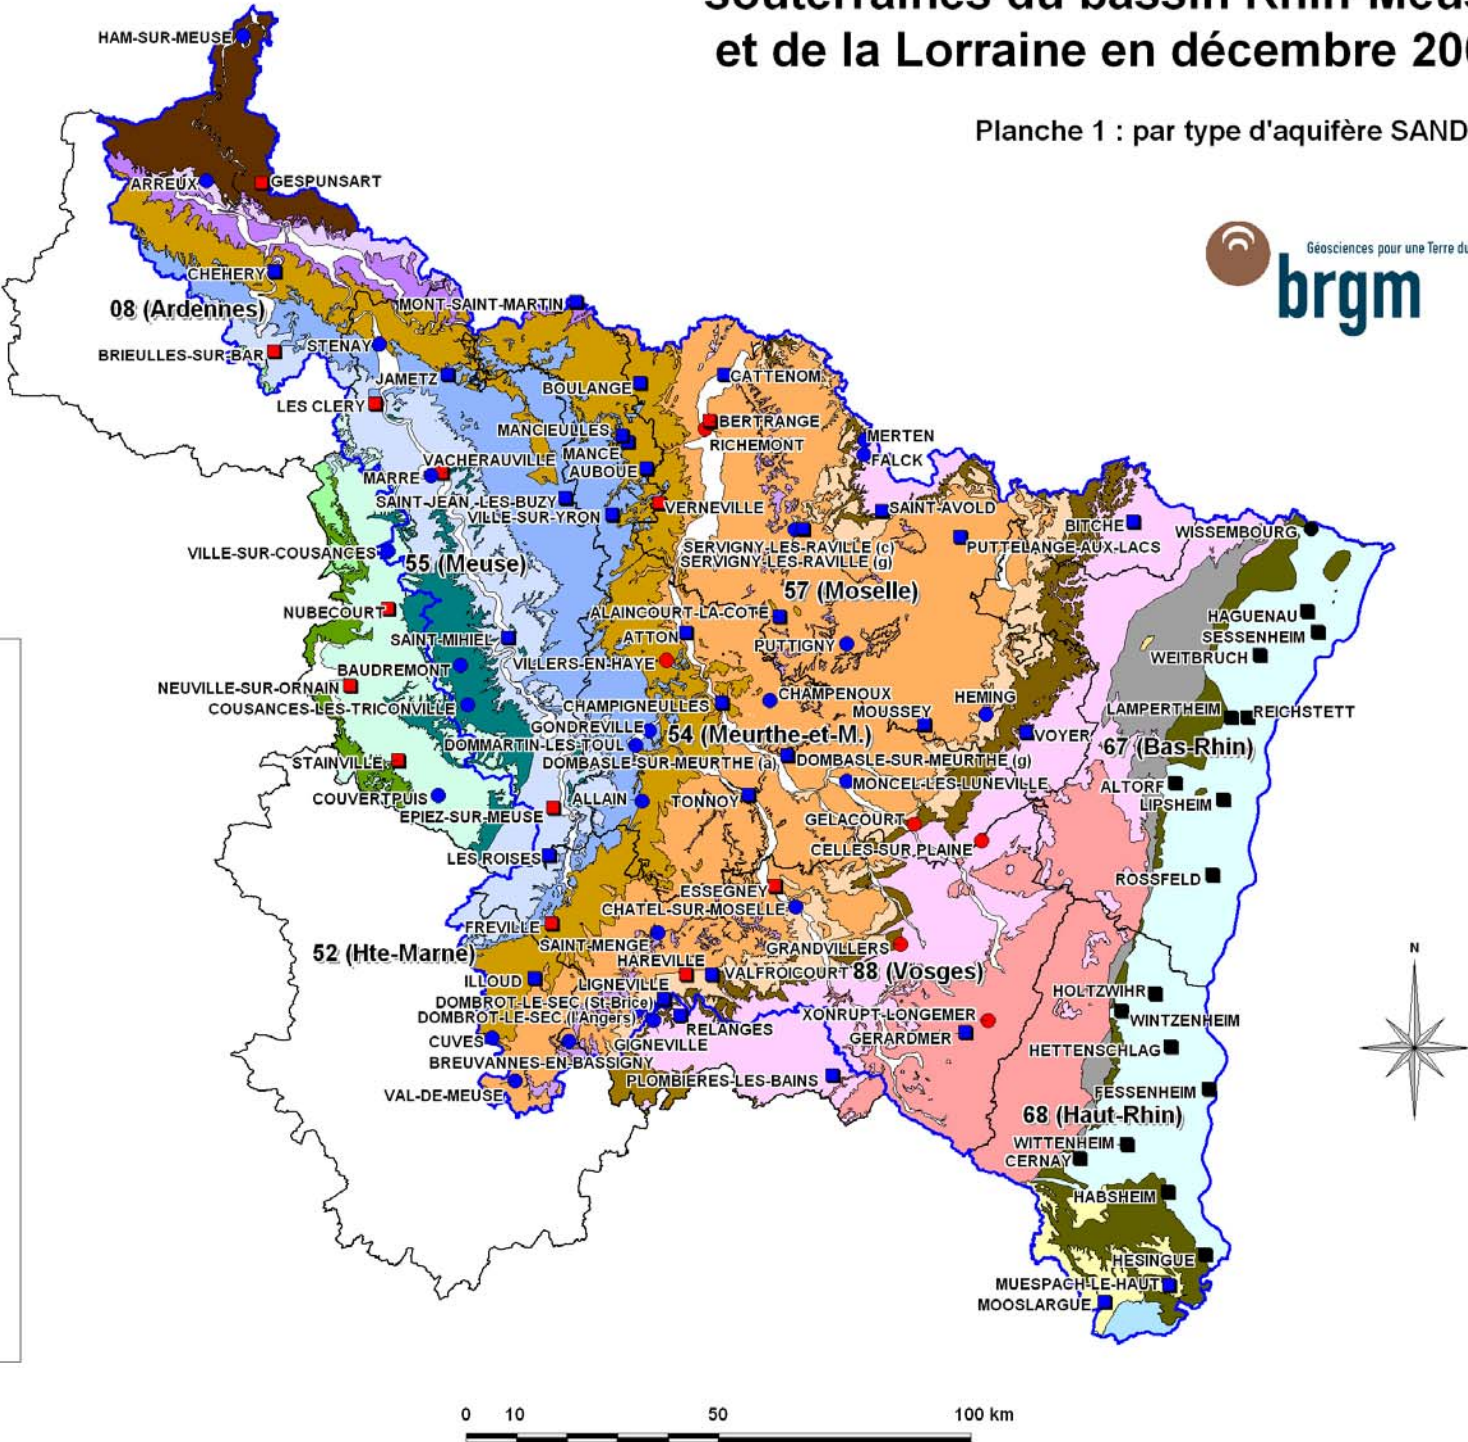 souterraines du bassin Rhin-Meus
et de la Lorraine en décembre 200
Planche 1 : par type d'aquifère SAND
Géosciences pour une Terre du
brgm
HAM-SUR-MEUSE
ARREUX
GESPUNSART
CHEHERY
08 (Ardennes)
MONT-SAINT-MARTIN
BRIEULLES-SUR-BAR
STENAY
JAMETZ
BOULANGE
CATTENOM
LES CLERY
BERTRANGE
MANCIEULLES
RICHEMONT
MERTEN
VACHERAUVILLE
MANCE
FALCK
MARRE
AUBOUE
SAINT-JEAN-LES-BUZY
VERNEVILLE
SAINT-AVOLD
VILLE-SUR-YRON
BITCHE
WISSEMBOURG
VILLE-SUR-COUSANCES
SERVIGNY-LES-RAVILLE (c)
PUTTELANGE-AUX-LACS
55 (Meuse)
SERVIGNY-LES-RAVILLE (g)
57 (Moselle)
NUBECOURT
ALAINCOURT-LA-COTE
HAGUENAU
SAINT-MIHIEL
ATTON
PUTTIGNY
SESSENHEIM
BAUDREMONT
VILLERS-EN-HAYE
WEITBRUCH
NEUVILLE-SUR-ORNAIN
CHAMPENOUX
HEMING
COUSANCES-LES-TRICONVILLE
CHAMPIGNEULLES
MOUSSEY
LAMPERTHEIM
REICHSTETT
GONDREVILLE
54 (Meurthe-et-M.)
VOYER
67 (Bas-Rhin)
DOMMARTIN-LES-TOUL
STAINVILLE
DOMBASLE-SUR-MEURTHE (a)
DOMBASLE-SUR-MEURTHE (g)
MONCEL-LES-LUNEVILLE
ALTORF
COUVERTPUIS
ALLAIN
TONNOY
LIPSHEIM
EPIEZ-SUR-MEUSE
GELACOURT
CELLES-SUR PLAINE
LES ROISES
ROSSFELD
ESSEGNEY
CHATEL-SUR-MOSELLE
FREVILLE
SAINT-MENGE
GRANDVILLERS
52 (Hte-Marne)
HAREVILLE
VALFROICOURT
88 (Vosges)
ILLOUD
LIGNEVILLE
HOLTZWIHR
DOMBROT-LE-SEC (St-Brice)
DOMBROT-LE-SEC (l'Angers)
XONRUPT-LONGEMER
WINTZENHEIM
RELANGES
CUVES
GIGNEVILLE
GERARDMER
HETTENSCHLAG
BREUVANNES-EN-BASSIGNY
PLOMBIERES-LES-BAINS
FESSENHEIM
VAL-DE-MEUSE
68 (Haut-Rhin)
WITTENHEIM
CERNAY
HABSHEIM
HESINGUE
MUESPACH-LE-HAUT
MOOSLARGUE
N
0 10 50 100 km